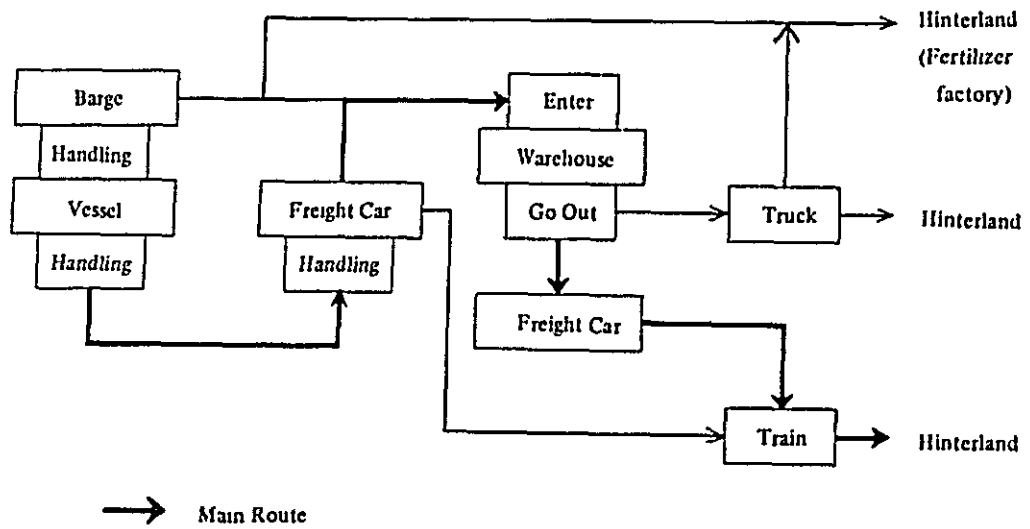 Hinterland
(Fertilizer
factory)
Barge
Enter
Handling
Warehouse
Vessel
Freight Car
Go Out
Truck
Hinterland
Handling
Handling
Freight Car
Train
Hinterland
Main Route